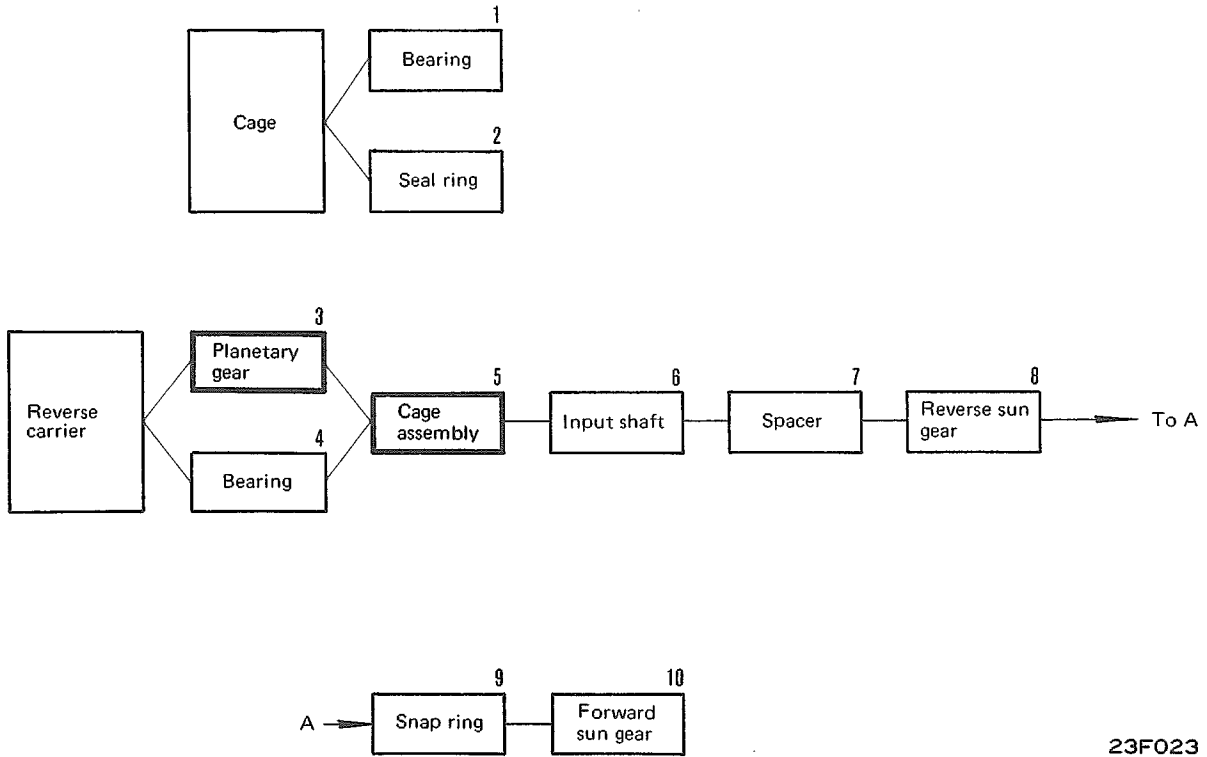 1
Bearing
Cage
2
Seal ring
3
Planetary
gear
Reverse
carrier
4
Bearing
5
Cage
assembly
6
Input shaft
7
Spacer
8
Reverse sun
gear
To A
A
9
Snap ring
10
Forward
sun gear
23F023